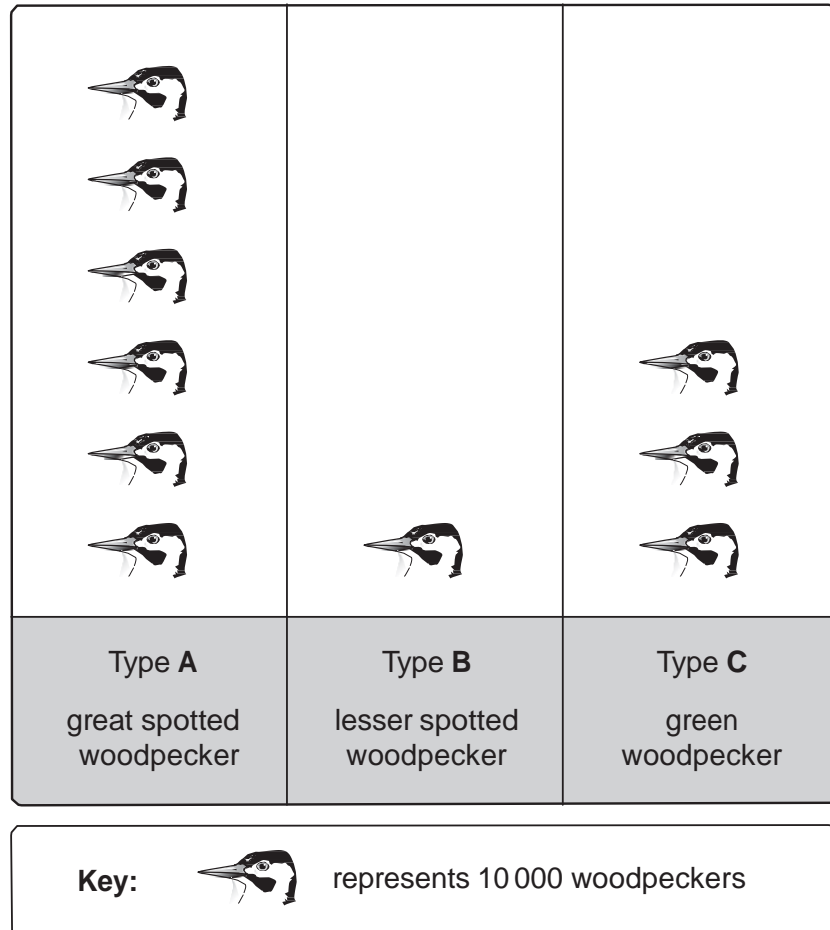 Type A
great spotted
woodpecker
Type B
lesser spotted
woodpecker
Type C
green
woodpecker
Key:
represents 10 000 woodpeckers